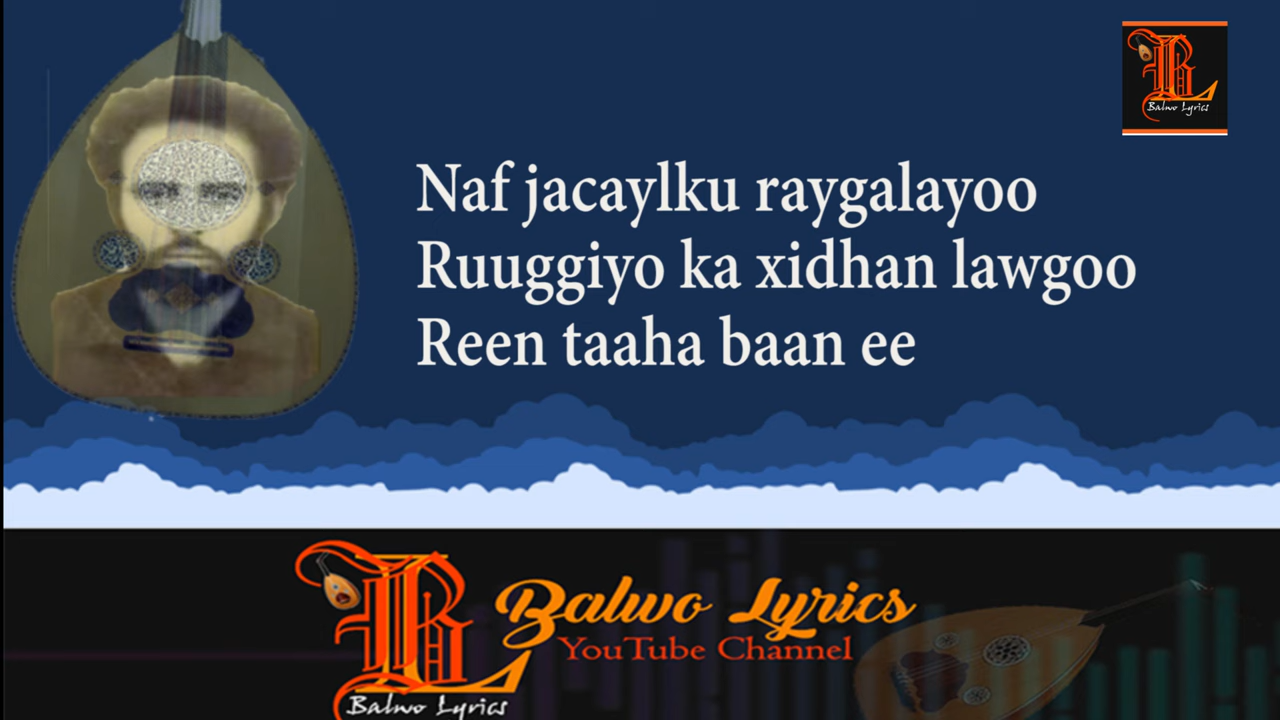 Balwo Lyrics
Naf jacaylku raygalayoo
Ruuggiyo ka xidhan lawgoo
Reen taaha baan ee
Balwo Lyrics
YouTube Channel
Balwo Lyrics